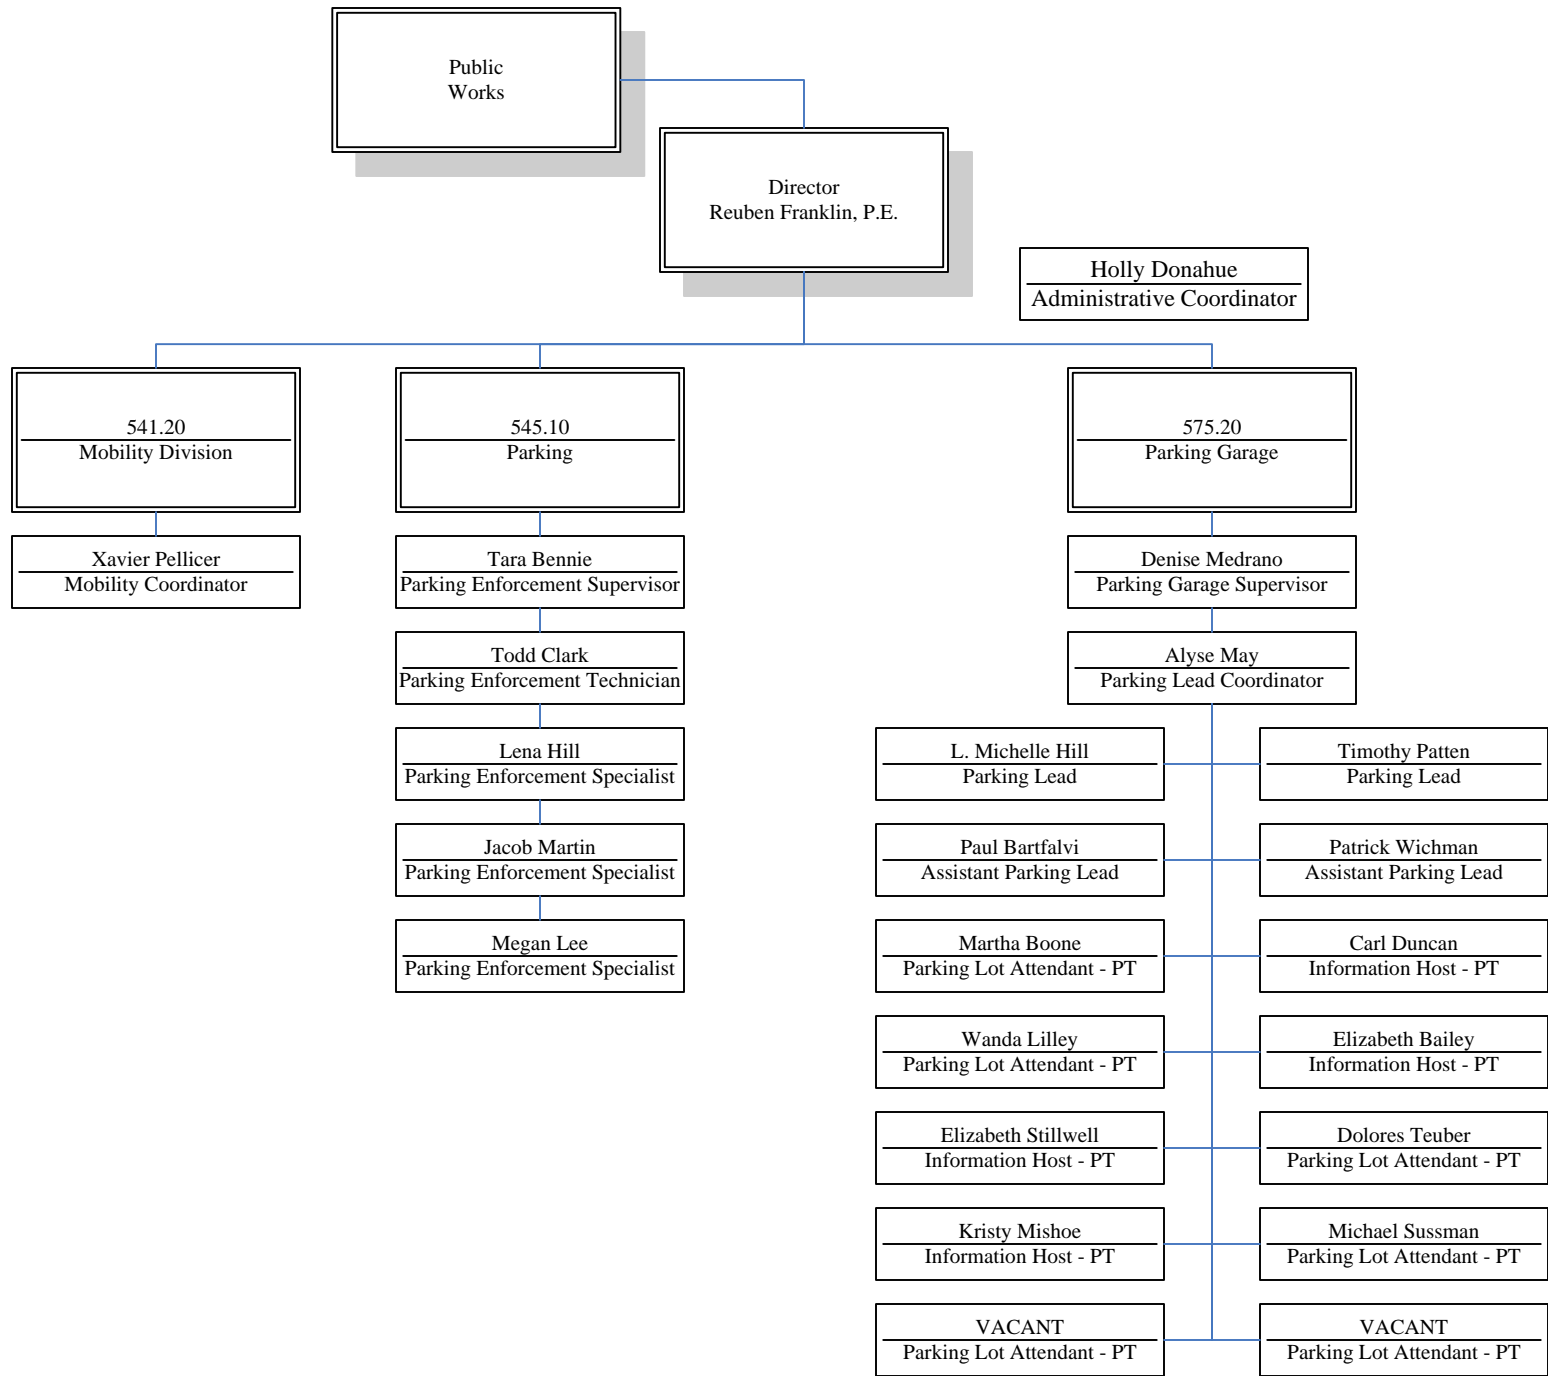 Public
Works
Director
Reuben Franklin, P.E.
Holly Donahue
Administrative Coordinator
541.20
Mobility Division
545.10
Parking
575.20
Parking Garage
Xavier Pellicer
Mobility Coordinator
Tara Bennie
Parking Enforcement Supervisor
Denise Medrano
Parking Garage Supervisor
Todd Clark
Parking Enforcement Technician
Alyse May
Parking Lead Coordinator
Lena Hill
Parking Enforcement Specialist
L. Michelle Hill
Parking Lead
Timothy Patten
Parking Lead
Jacob Martin
Parking Enforcement Specialist
Paul Bartfalvi
Assistant Parking Lead
Patrick Wichman
Assistant Parking Lead
Megan Lee
Parking Enforcement Specialist
Martha Boone
Parking Lot Attendant - PT
Carl Duncan
Information Host - PT
Wanda Lilley
Parking Lot Attendant - PT
Elizabeth Bailey
Information Host - PT
Elizabeth Stillwell
Information Host - PT
Dolores Teuber
Parking Lot Attendant - PT
Kristy Mishoe
Information Host - PT
Michael Sussman
Parking Lot Attendant - PT
VACANT
Parking Lot Attendant - PT
VACANT
Parking Lot Attendant - PT